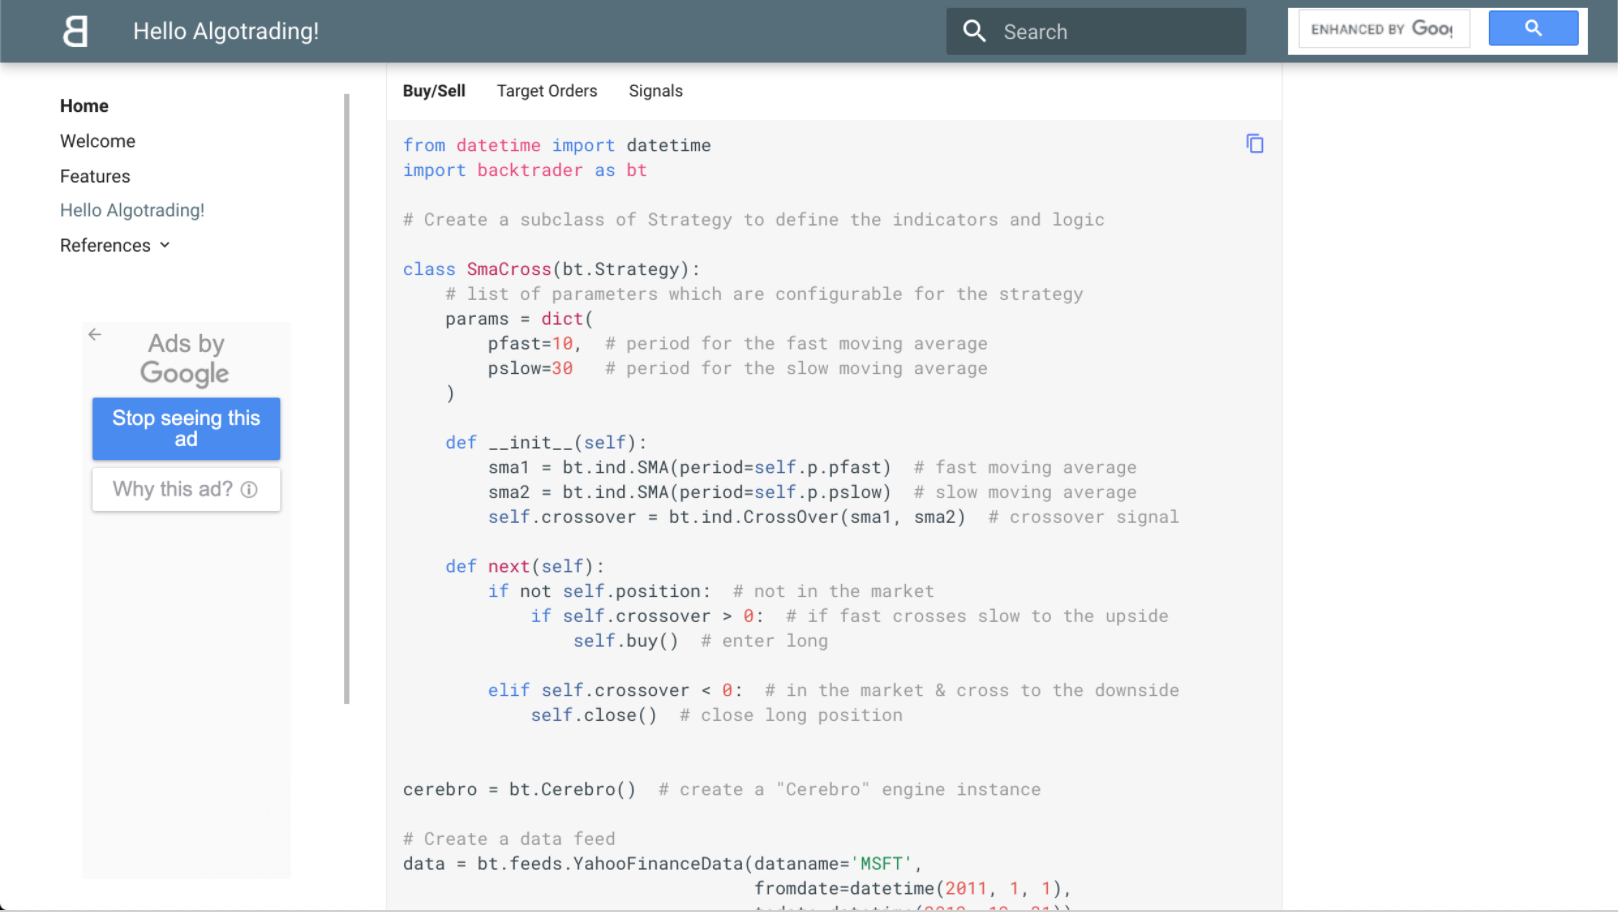 B
Hello Algotrading!
Search
ENHANCED BY Goog
Home
Welcome
Features
Hello Algotrading!
References
Ads by
Google
Stop seeing this
ad
Why this ad?
Buy/Sell Target Orders Signals
from datetime import datetime
import backtrader as bt
# Create a subclass of Strategy to define the indicators and logic
class SmaCross(bt.Strategy):
    # list of parameters which are configurable for the strategy
    params = dict(
        pfast=10,  # period for the fast moving average
        pslow=30   # period for the slow moving average
    )
    def __init__(self):
        sma1 = bt.ind.SMA(period=self.p.pfast)  # fast moving average
        sma2 = bt.ind.SMA(period=self.p.pslow)  # slow moving average
        self.crossover = bt.ind.CrossOver(sma1, sma2)  # crossover signal
    def next(self):
        if not self.position:  # not in the market
            if self.crossover > 0:  # if fast crosses slow to the upside
                self.buy()  # enter long
        elif self.crossover < 0:  # in the market & cross to the downside
            self.close()  # close long position
cerebro = bt.Cerebro()  # create a "Cerebro" engine instance
# Create a data feed
data = bt.feeds.YahooFinanceData(dataname='MSFT',
                                 fromdate=datetime(2011, 1, 1),